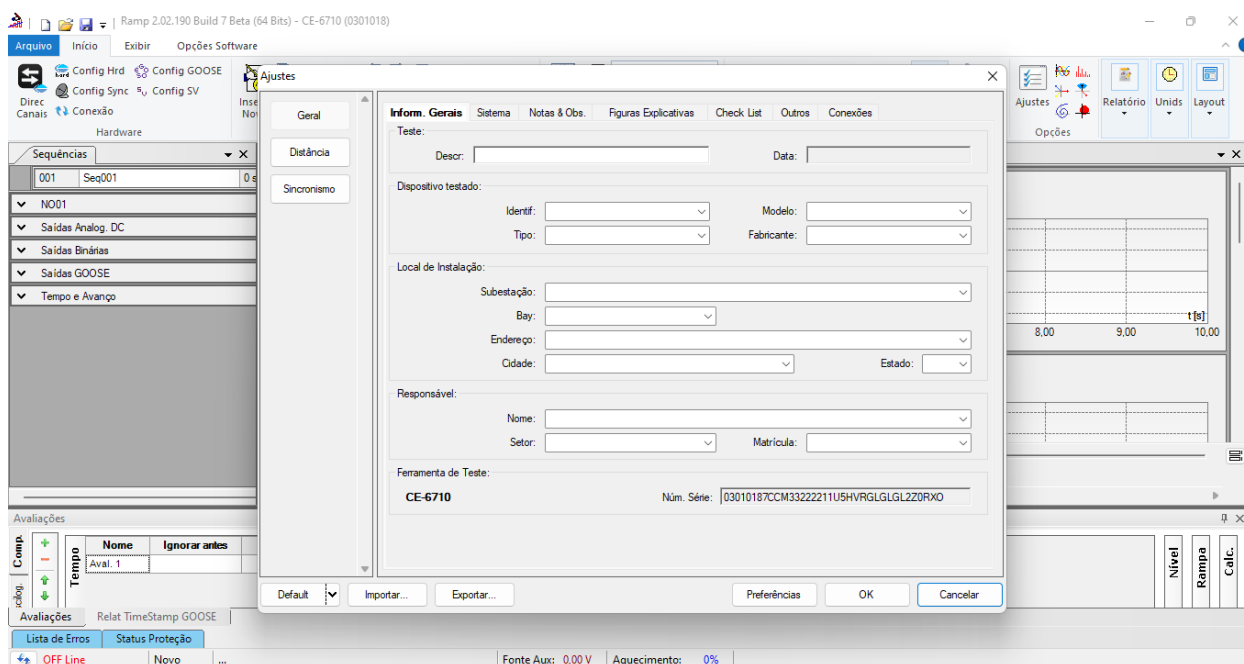 Ramp 2.02.190 Build 7 Beta (64 Bits) - CE-6710 (0301018)
Arquivo Início Exibir Opções Software
Config Hrd Config GOOSE
Config Sync Config SV
Direc Canais Conexão
Hardware
Ajustes
Relatório Unids Layout
Opções
Sequências
001 Seq001 0 s
NO01
Saídas Analog. DC
Saídas Binárias
Saídas GOOSE
Tempo e Avanço
Ajustes
Geral
Distância
Sincronismo
Inform. Gerais Sistema Notas & Obs. Figuras Explicativas Check List Outros Conexões
Teste:
Descr: Data:
Dispositivo testado:
Identif: Modelo:
Tipo: Fabricante:
Local de Instalação:
Subestação:
Bay:
Endereço:
Cidade: Estado:
Responsável:
Nome:
Setor: Matrícula:
Ferramenta de Teste:
CE-6710 Núm. Série: 03010187CCM33222211U5HVRGLGLGL2Z0RXO
Default Importar... Exportar... Preferências OK Cancelar
t[s]
8,00 9,00 10,00
Avaliações
Comp.
Tempo
Nome Ignorar antes
Aval. 1
Nível
Rampa
Calc.
Avaliações Relat TimeStamp GOOSE
Lista de Erros Status Proteção
OFF Line Novo ... Fonte Aux: 0.00 V Aquecimento: 0%